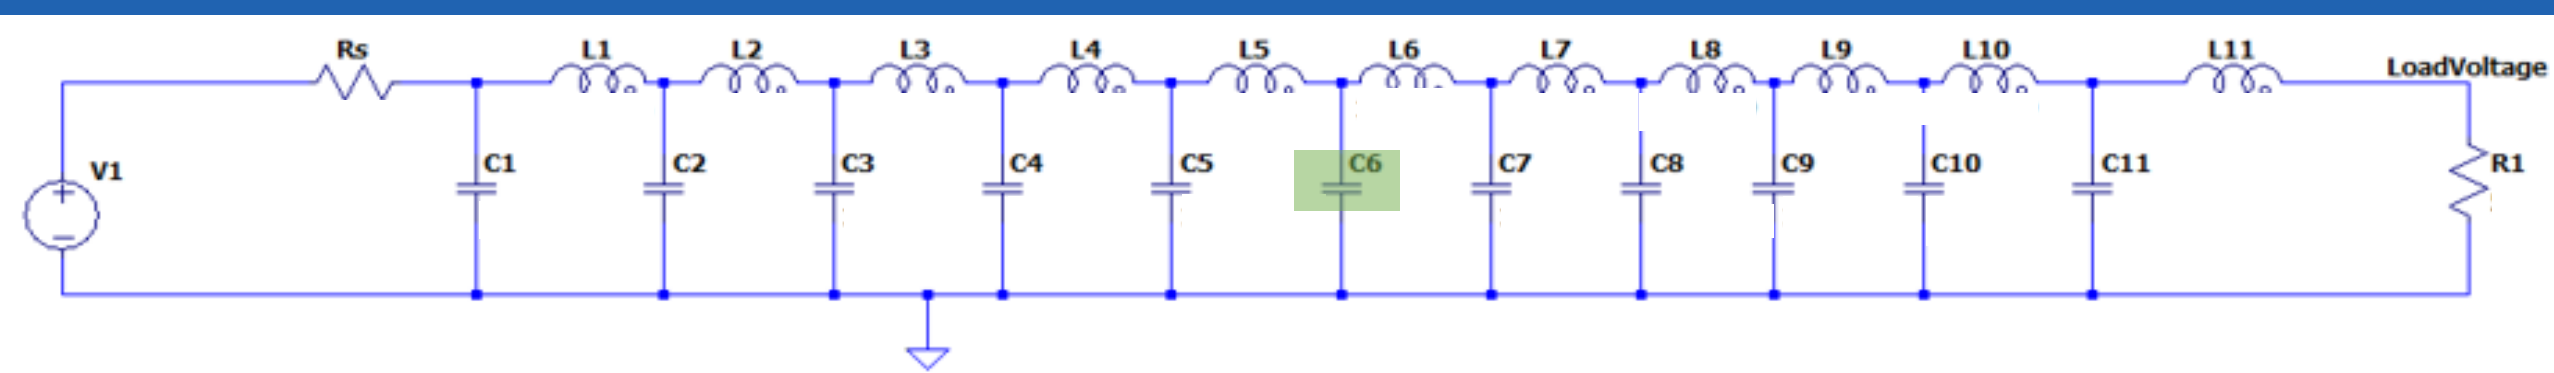 Rs L1 L2 L3 L4 L5 L6 L7 L8 L9 L10 L11 LoadVoltage
V1 C1 C2 C3 C4 C5 C6 C7 C8 C9 C10 C11 R1